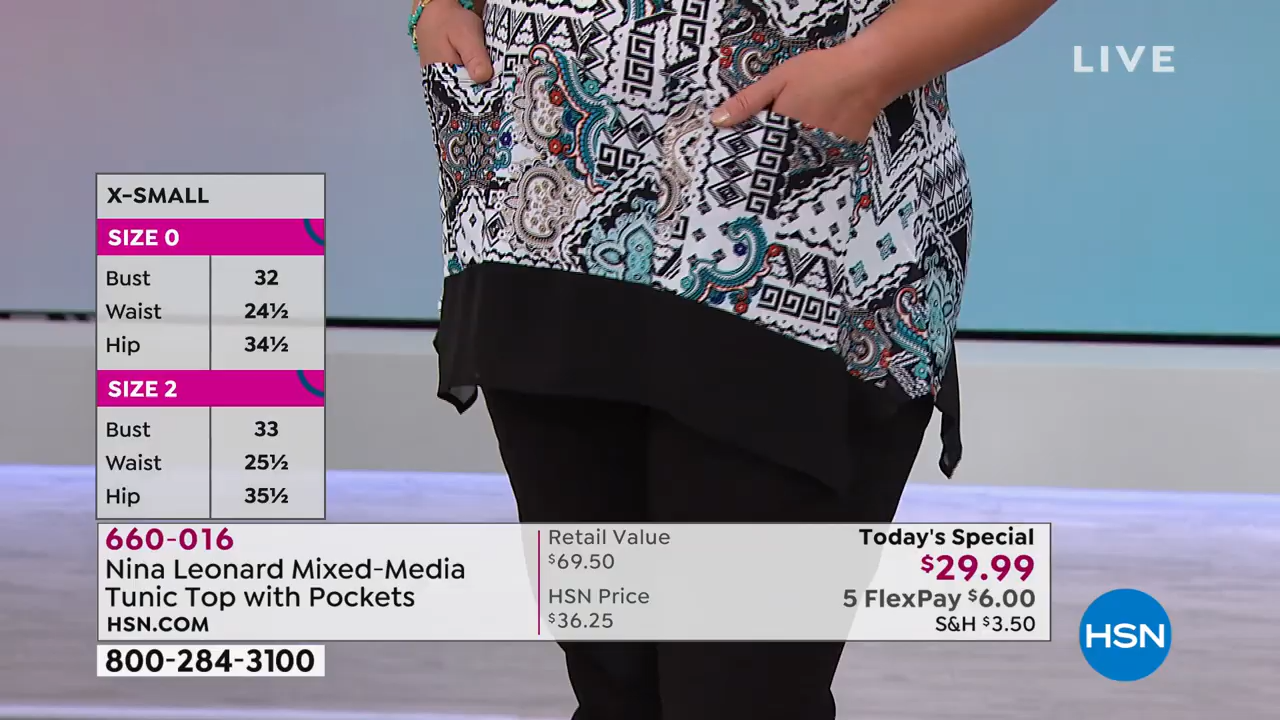 LIVE
X-SMALL
SIZE 0
Bust 32
Waist 24½
Hip 34½
SIZE 2
Bust 33
Waist 25½
Hip 35½
660-016
Nina Leonard Mixed-Media
Tunic Top with Pockets
HSN.COM
Retail Value
$69.50
HSN Price
$36.25
Today's Special
$29.99
5 FlexPay $6.00
S&H $3.50
800-284-3100
HSN